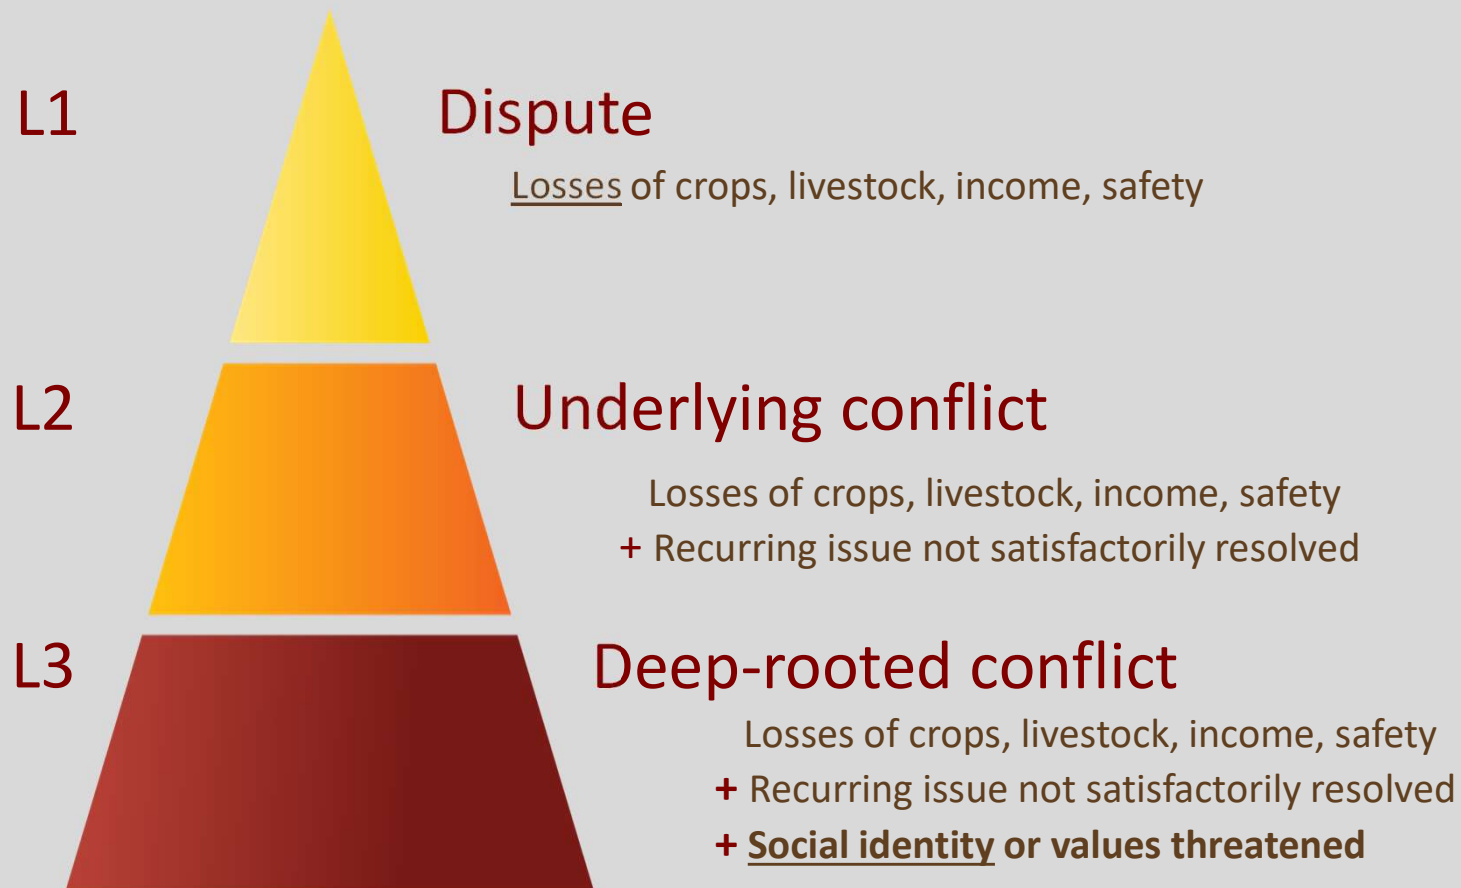 L1
Dispute
Losses of crops, livestock, income, safety
L2
Underlying conflict
Losses of crops, livestock, income, safety
+ Recurring issue not satisfactorily resolved
L3
Deep-rooted conflict
Losses of crops, livestock, income, safety
+ Recurring issue not satisfactorily resolved
+ Social identity or values threatened